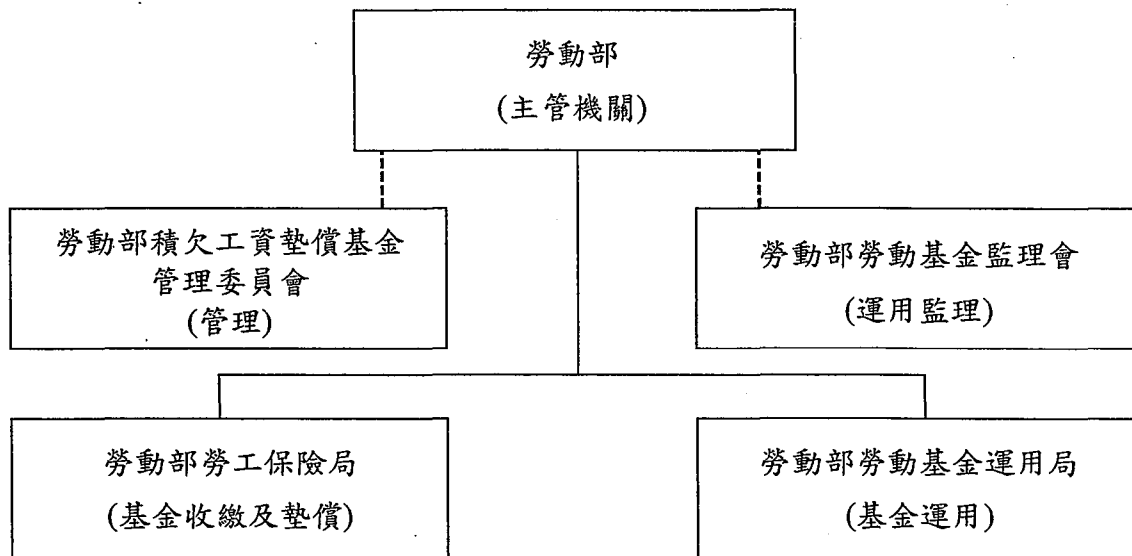 勞動部
(主管機關)
勞動部積欠工資墊償基金
管理委員會
(管理)
勞動部勞動基金監理會
(運用監理)
勞動部勞工保險局
(基金收繳及墊償)
勞動部勞動基金運用局
(基金運用)